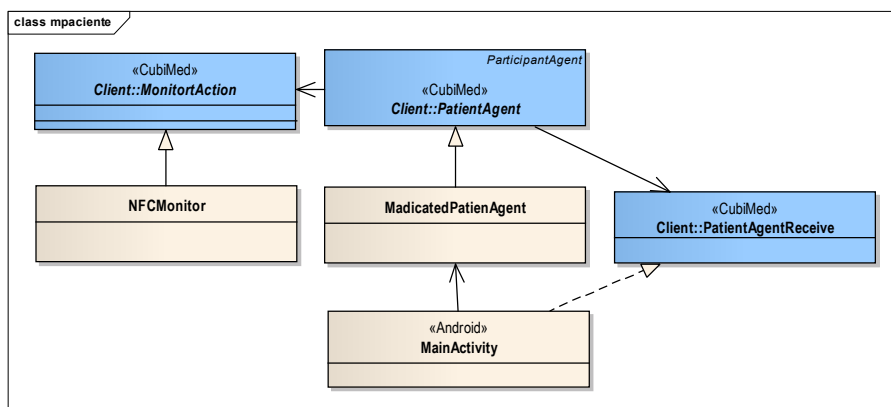 class mpaciente
«CubiMed»
Client::MonitortAction
ParticipantAgent
«CubiMed»
Client::PatientAgent
NFCMonitor
MadicatedPatienAgent
«CubiMed»
Client::PatientAgentReceive
«Android»
MainActivity